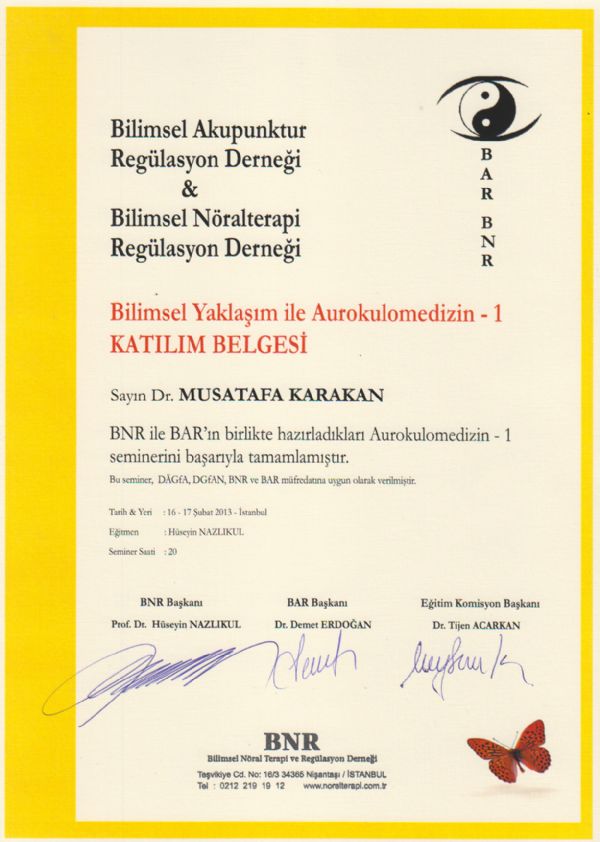 Bilimsel Akupunktur
Regülasyon Derneği
&
Bilimsel Nöralterapi
Regülasyon Derneği
BAR BNR
Bilimsel Yaklaşım ile Aurokulomedizin - 1
KATILIM BELGESİ
Sayın Dr. MUSATAFA KARAKAN
BNR ile BAR'ın birlikte hazırladıkları Aurokulomedizin - 1
seminerini başarıyla tamamlamıştır.
Bu seminer, DÄGfA, DGfAN, BNR ve BAR müfredatına uygun olarak verilmiştir.
Tarih & Yeri : 16 - 17 Şubat 2013 - İstanbul
Eğitmen : Hüseyin NAZLIKUL
Seminer Saati : 20
BNR Başkanı BAR Başkanı Eğitim Komisyon Başkanı
Prof. Dr. Hüseyin NAZLIKUL Dr. Demet ERDOĞAN Dr. Tijen ACARKAN
BNR
Bilimsel Nöral Terapi ve Regülasyon Derneği
Teşvikiye Cd. No: 16/3 34365 Nişantaşı / İSTANBUL
Tel : 0212 219 19 12 www.noralterapi.com.tr